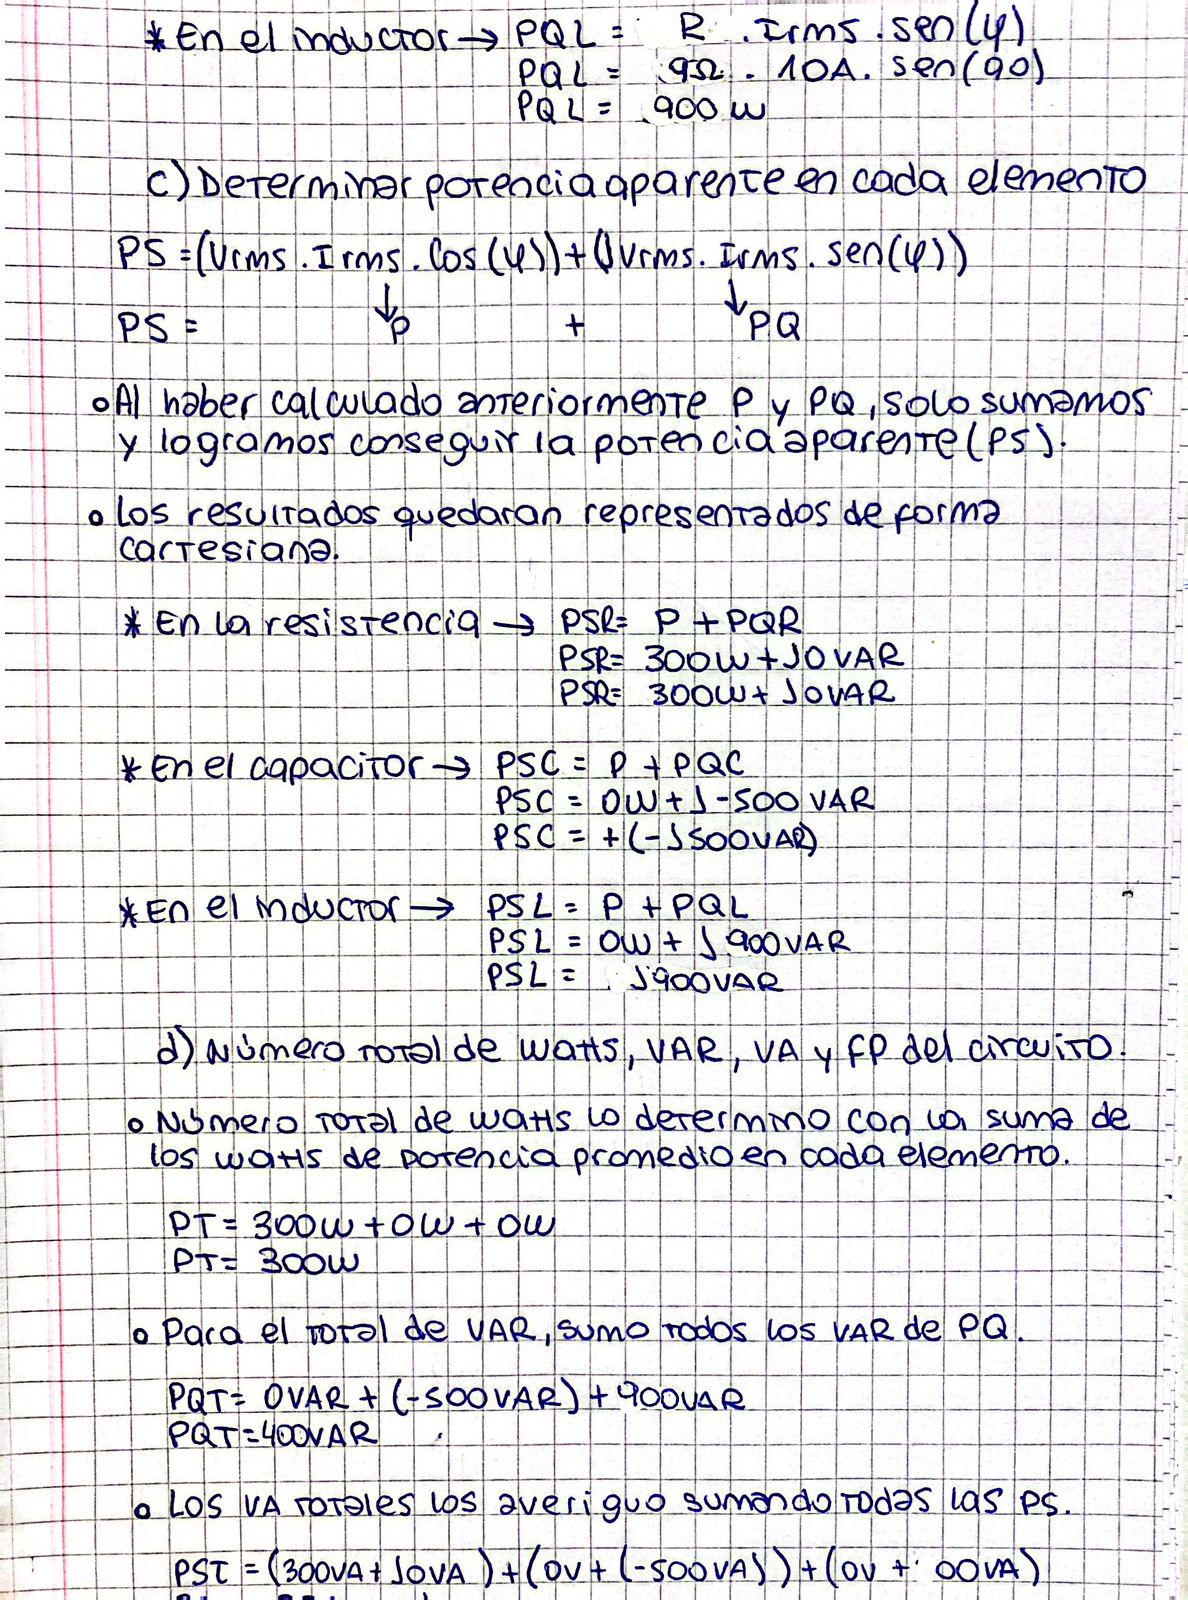 * En el inductor → PQL = R . Irms . sen(φ)
PQL = 9Ω . 10A. sen(90)
PQL = 900 W
c) Determinar potencia aparente en cada elemento
PS = (Vrms . Irms . Cos(φ)) + (JVrms. Irms. sen(φ))
↓ ↓
PS = P + PQ
o Al haber calculado anteriormente P y PQ, solo sumamos
y logramos conseguir la potencia aparente (PS).
o Los resultados quedaran representados de forma
cartesiana.
* En la resistencia → PSR= P + PQR
PSR= 300W + J0VAR
PSR= 300W + J0VAR
* En el capacitor → PSC = P + PQC
PSC = 0W + J-500 VAR
PSC = +(-J500VAR)
* En el inductor → PSL = P + PQL
PSL = 0W + J 900VAR
PSL = J900VAR
d) Número total de watts, VAR, VA y FP del circuito.
o Número total de watts lo determino con la suma de
los watts de potencia promedio en cada elemento.
PT = 300W + 0W + 0W
PT= 300W
o Para el total de VAR, sumo todos los VAR de PQ.
PQT= 0VAR + (-500VAR) + 900VAR
PQT=400VAR
o Los VA totales los averiguo sumando todas las PS.
PST = (300VA + J0VA) + (0V + (-500VA)) + (0V + 00VA)